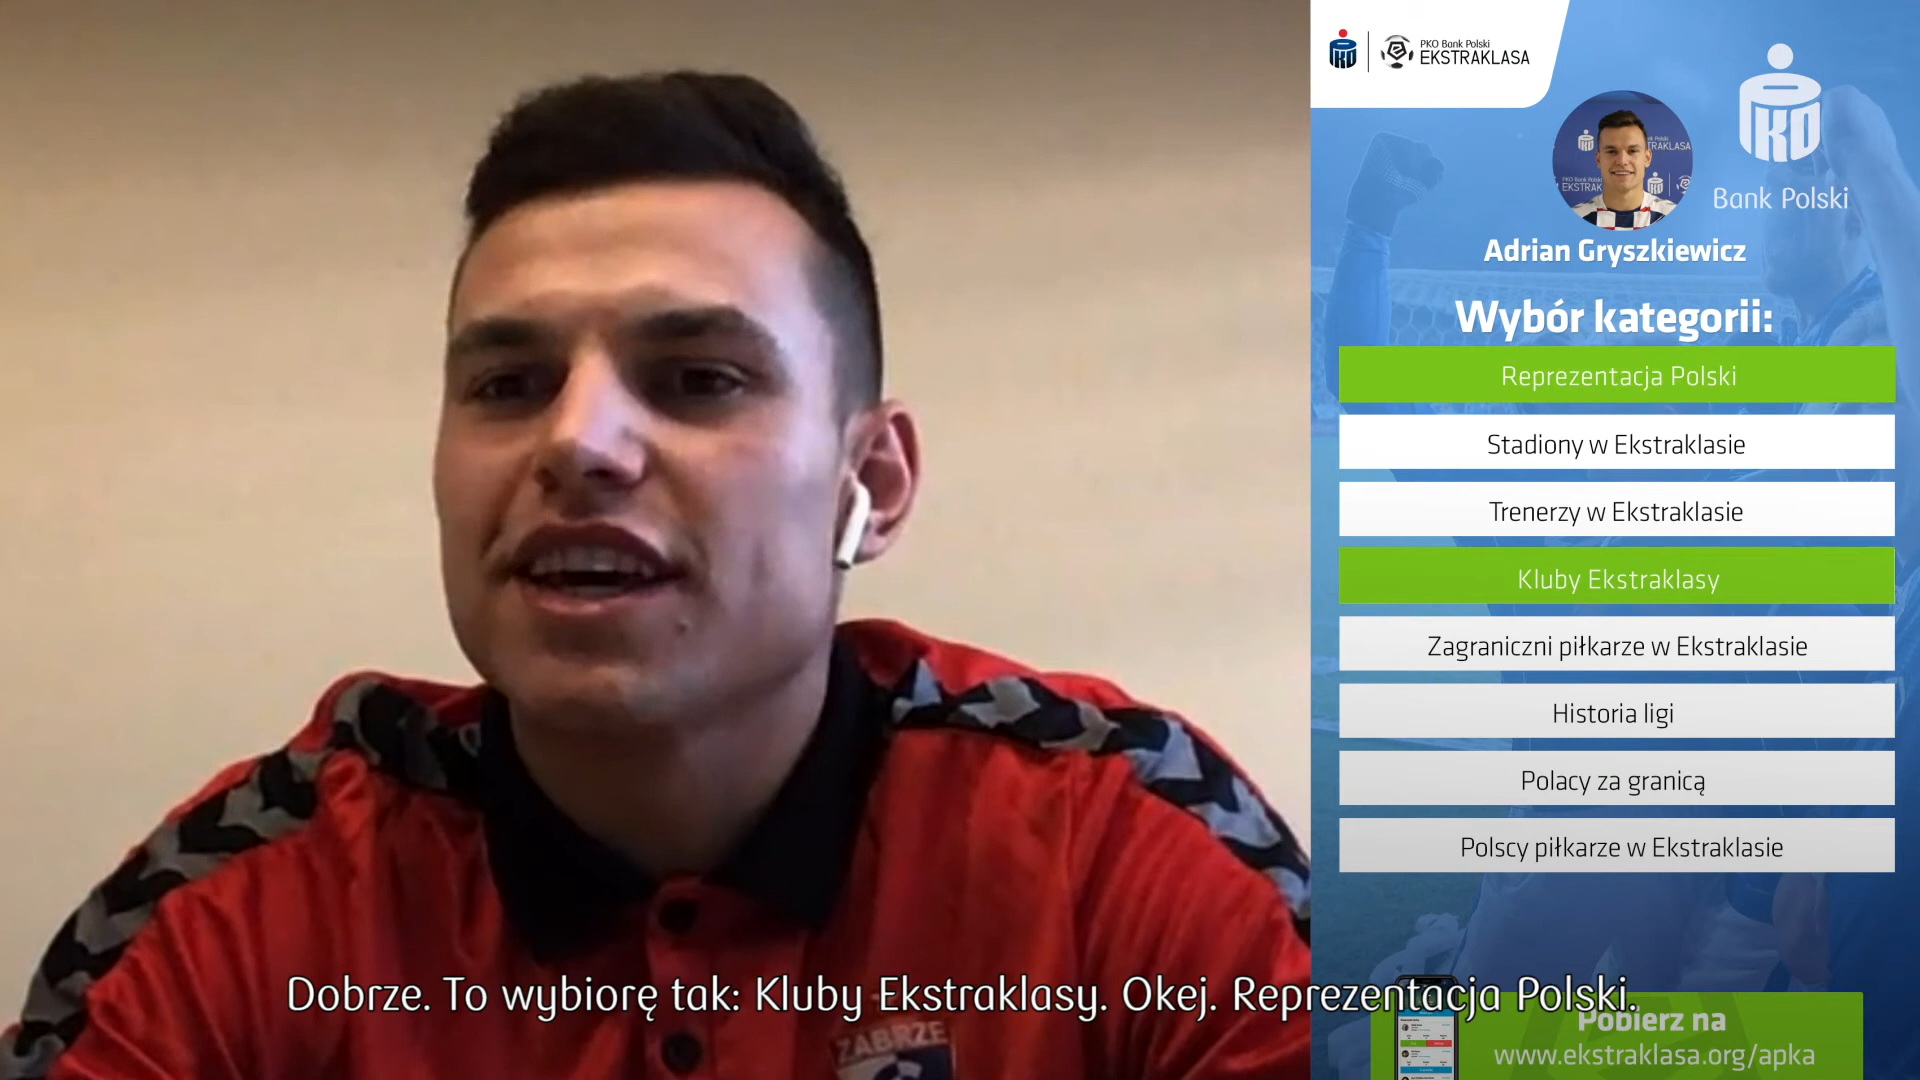 PKO
PKO Bank Polski
EKSTRAKLASA
PKO
Bank Polski
Adrian Gryszkiewicz
Wybór kategorii:
Reprezentacja Polski
Stadiony w Ekstraklasie
Trenerzy w Ekstraklasie
Kluby Ekstraklasy
Zagraniczni piłkarze w Ekstraklasie
Historia ligi
Polacy za granicą
Polscy piłkarze w Ekstraklasie
Dobrze. To wybiorę tak: Kluby Ekstraklasy. Okej. Reprezentacja Polski.
Pobierz na
www.ekstraklasa.org/apka
ZABRZE